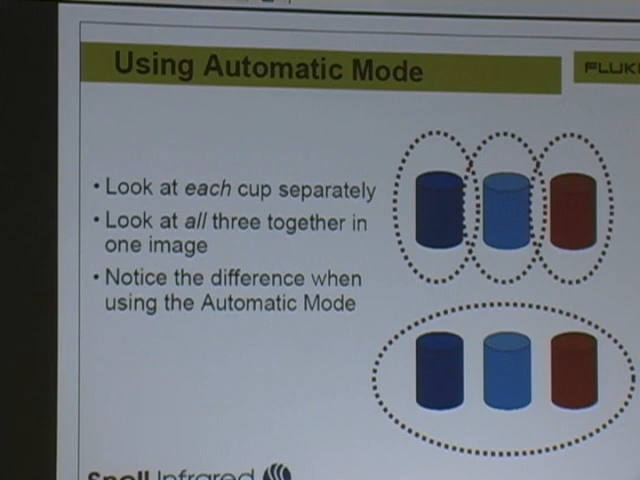 Using Automatic Mode
FLUKE
• Look at each cup separately
• Look at all three together in
one image
• Notice the difference when
using the Automatic Mode
Snell Infrared